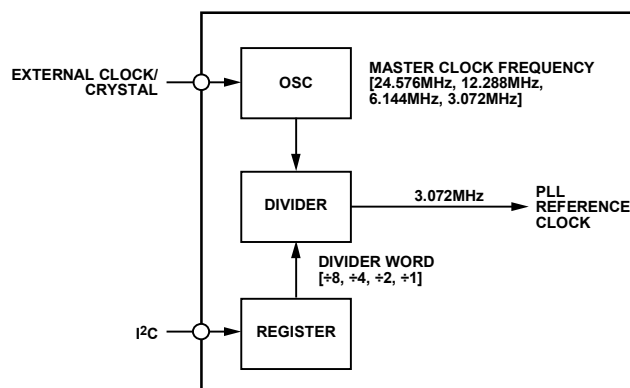 EXTERNAL CLOCK/
CRYSTAL
OSC
MASTER CLOCK FREQUENCY
[24.576MHz, 12.288MHz,
6.144MHz, 3.072MHz]
DIVIDER
3.072MHz
PLL
REFERENCE
CLOCK
DIVIDER WORD
[÷8, ÷4, ÷2, ÷1]
I²C
REGISTER